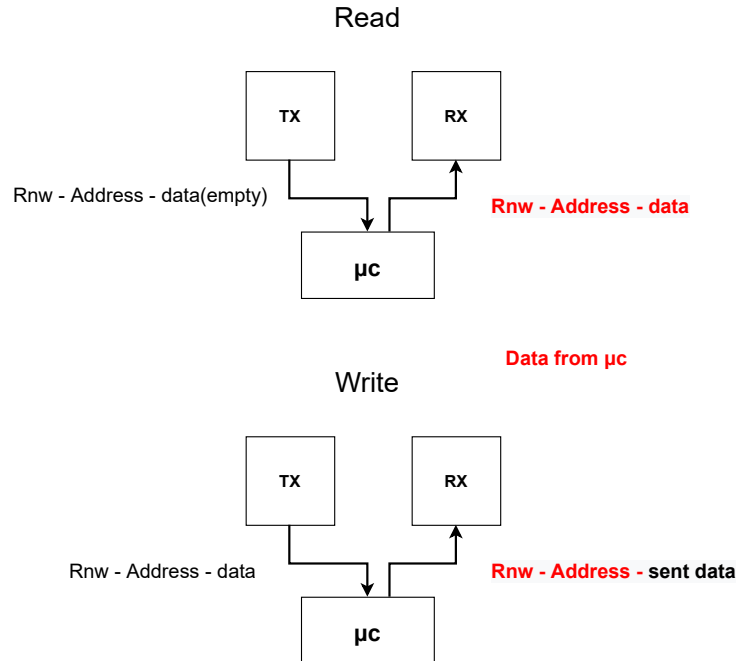 Read
TX
RX
Rnw - Address - data(empty)
Rnw - Address - data
µc
Data from µc
Write
TX
RX
Rnw - Address - data
Rnw - Address - sent data
µc